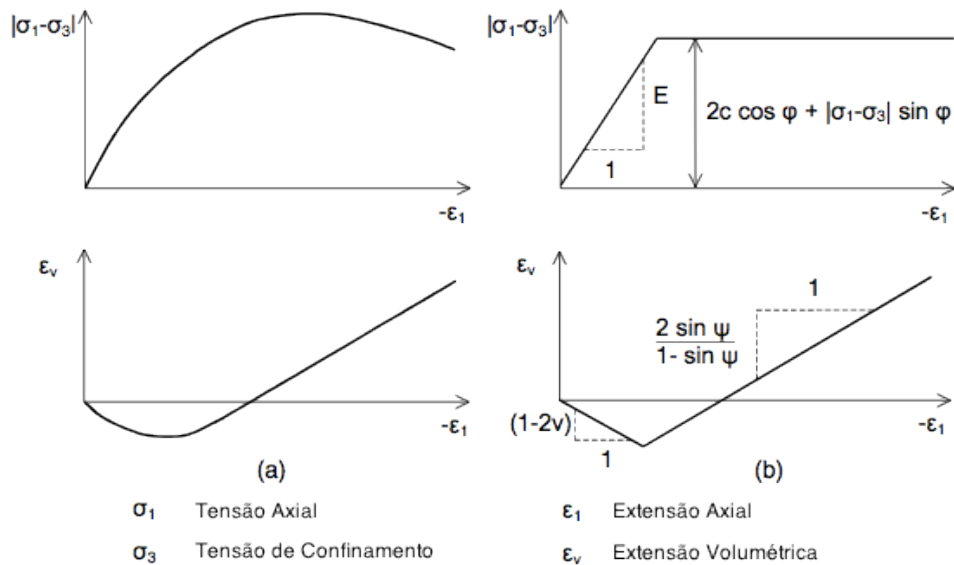 |σ₁-σ₃|
-ε₁
εᵥ
-ε₁
(a)
|σ₁-σ₃|
E
1
2c cos φ + |σ₁-σ₃| sin φ
-ε₁
εᵥ
1
2 sin ψ
1- sin ψ
(1-2ν)
1
-ε₁
(b)
σ₁ Tensão Axial
ε₁ Extensão Axial
σ₃ Tensão de Confinamento
εᵥ Extensão Volumétrica